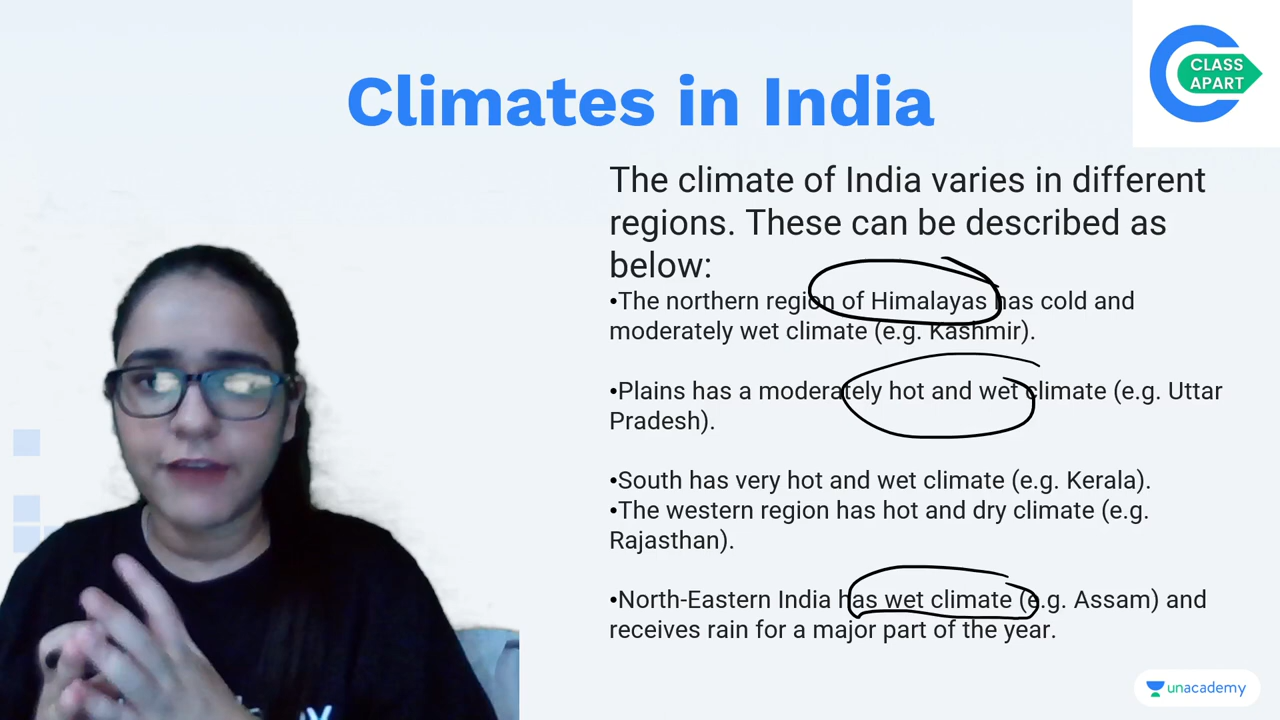 CLASS
APART
Climates in India
The climate of India varies in different
regions. These can be described as
below:
•The northern region of Himalayas has cold and
moderately wet climate (e.g. Kashmir).
•Plains has a moderately hot and wet climate (e.g. Uttar
Pradesh).
•South has very hot and wet climate (e.g. Kerala).
•The western region has hot and dry climate (e.g.
Rajasthan).
•North-Eastern India has wet climate (e.g. Assam) and
receives rain for a major part of the year.
unacademy